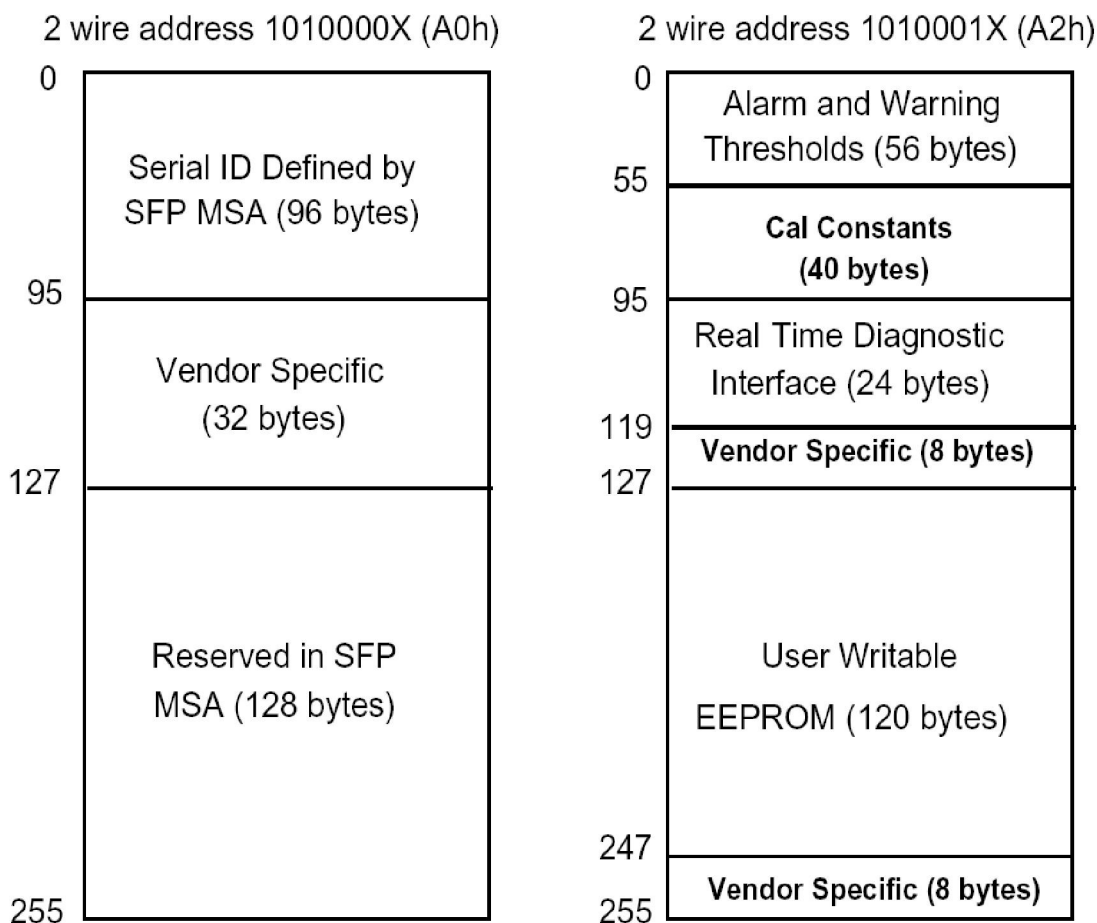 2 wire address 1010000X (A0h)
0
Serial ID Defined by
SFP MSA (96 bytes)
95
Vendor Specific
(32 bytes)
127
Reserved in SFP
MSA (128 bytes)
255
2 wire address 1010001X (A2h)
0
Alarm and Warning
Thresholds (56 bytes)
55
Cal Constants
(40 bytes)
95
Real Time Diagnostic
Interface (24 bytes)
119
Vendor Specific (8 bytes)
127
User Writable
EEPROM (120 bytes)
247
Vendor Specific (8 bytes)
255